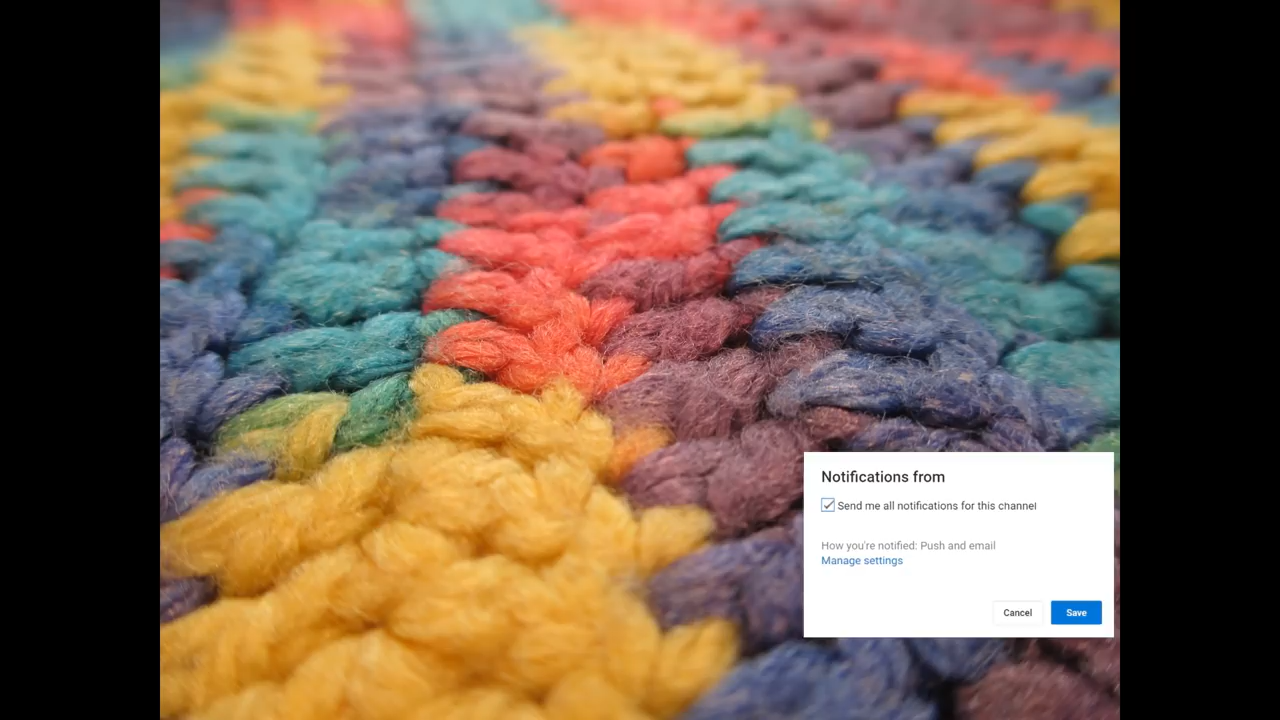 Notifications from
Send me all notifications for this channel
How you're notified: Push and email
Manage settings
Cancel
Save